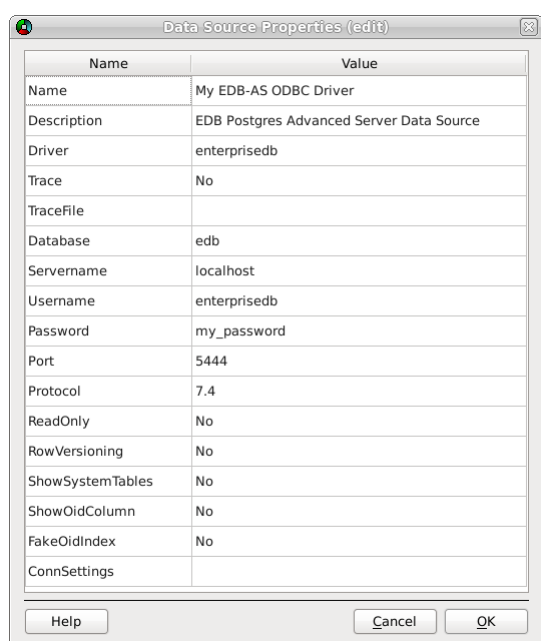 Data Source Properties (edit)
Name Value
Name My EDB-AS ODBC Driver
Description EDB Postgres Advanced Server Data Source
Driver enterprisedb
Trace No
TraceFile
Database edb
Servername localhost
Username enterprisedb
Password my_password
Port 5444
Protocol 7.4
ReadOnly No
RowVersioning No
ShowSystemTables No
ShowOidColumn No
FakeOidIndex No
ConnSettings
Help Cancel OK